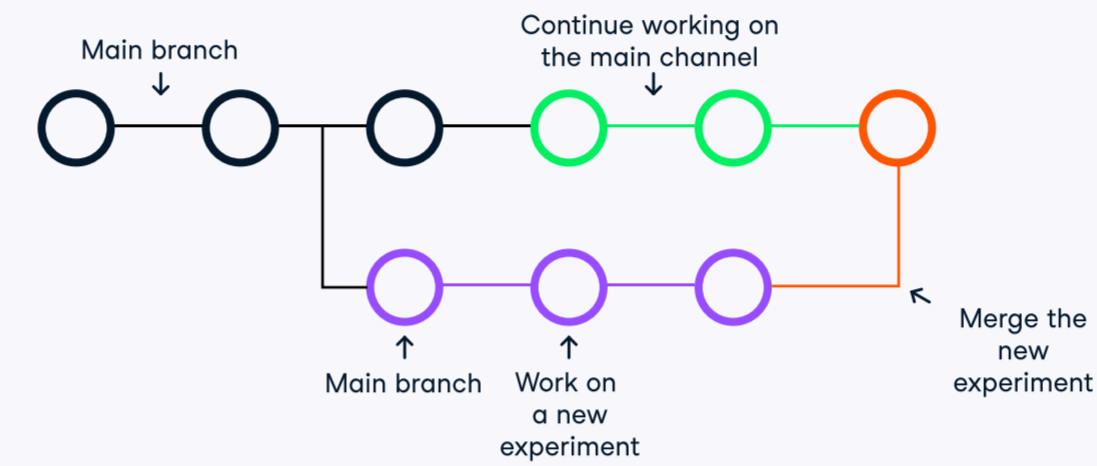 Main branch
Continue working on
the main channel
Main branch
Work on
a new
experiment
Merge the
new
experiment